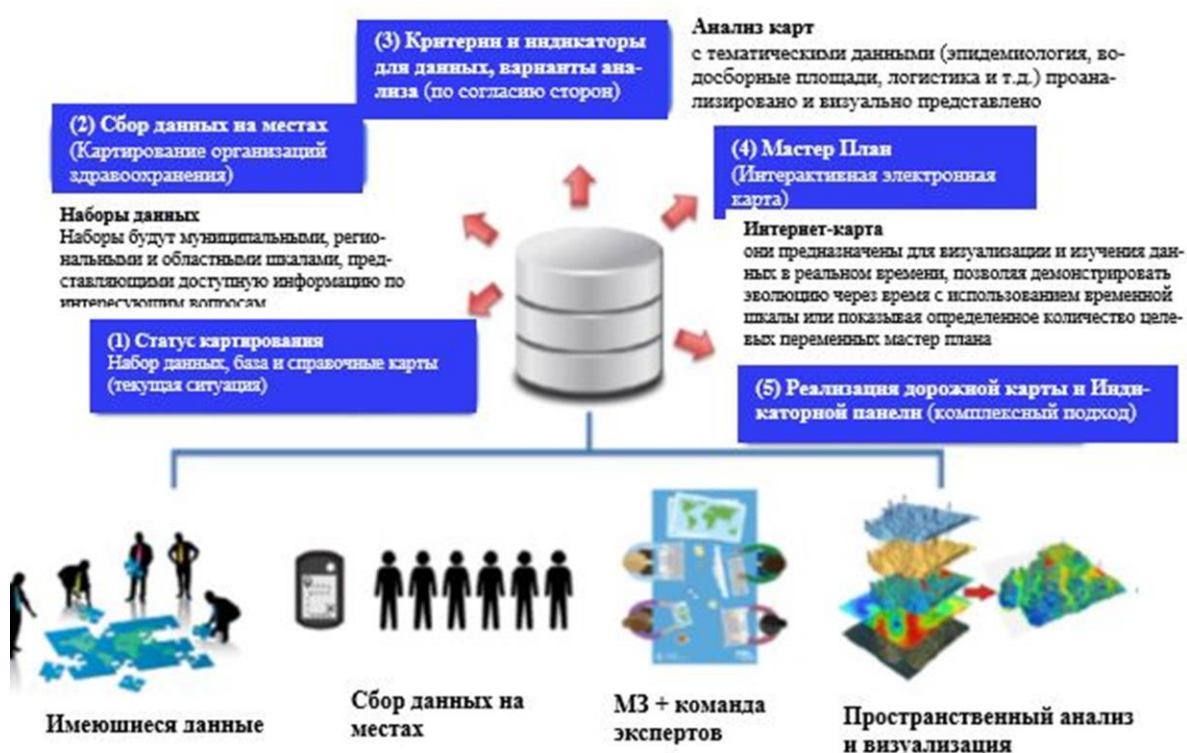 (3) Критерии и индикаторы
для данных, варианты ана-
лиза (по согласию сторон)
Анализ карт
с тематическими данными (эпидемиология, во-
досборные площади, логистика и т.д.) проана-
лизировано и визуально представлено
(2) Сбор данных на местах
(Картирование организаций
здравоохранения)
(4) Мастер План
(Интерактивная электронная
карта)
Наборы данных
Наборы будут муниципальными, регио-
нальными и областными шкалами, пред-
ставляющими доступную информацию по
интересующим вопросам
Интернет-карта
они предназначены для визуализации и изучения дан-
ных в реальном времени, позволяя демонстрировать
эволюцию через время с использованием временной
шкалы или показывая определенное количество целе-
вых переменных мастер плана
(1) Статус картирования
Набор данных, база и справочные карты
(текущая ситуация)
(5) Реализация дорожной карты и Инди-
каторной панели (комплексный подход)
Имеюшиеся данные
Сбор данных на
местах
МЗ + команда
экспертов
Пространственный анализ
и визуализация